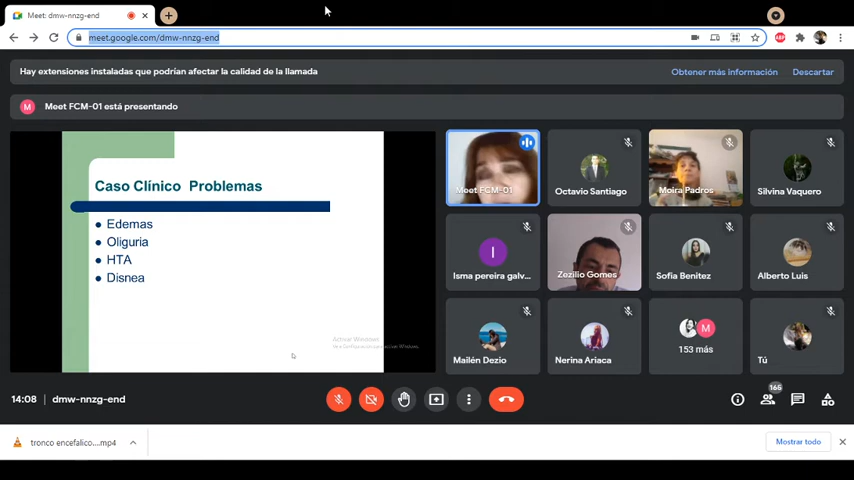 Meet: dmw-nnzg-end
meet.google.com/dmw-nnzg-end
ABP
Hay extensiones instaladas que podrían afectar la calidad de la llamada
Obtener más información
Descartar
M
Meet FCM-01 está presentando
Caso Clínico Problemas
Edemas
Oliguria
HTA
Disnea
Activar Windows
Meet FCM-01
Octavio Santiago
Moira Padros
Silvina Vaquero
I
Isma pereira galv...
Zezilio Gomes
Sofia Benitez
Alberto Luis
Mailén Dezio
Nerina Ariaca
M
153 más
Tú
14:08
dmw-nnzg-end
165
tronco encefalico....mp4
Mostrar todo